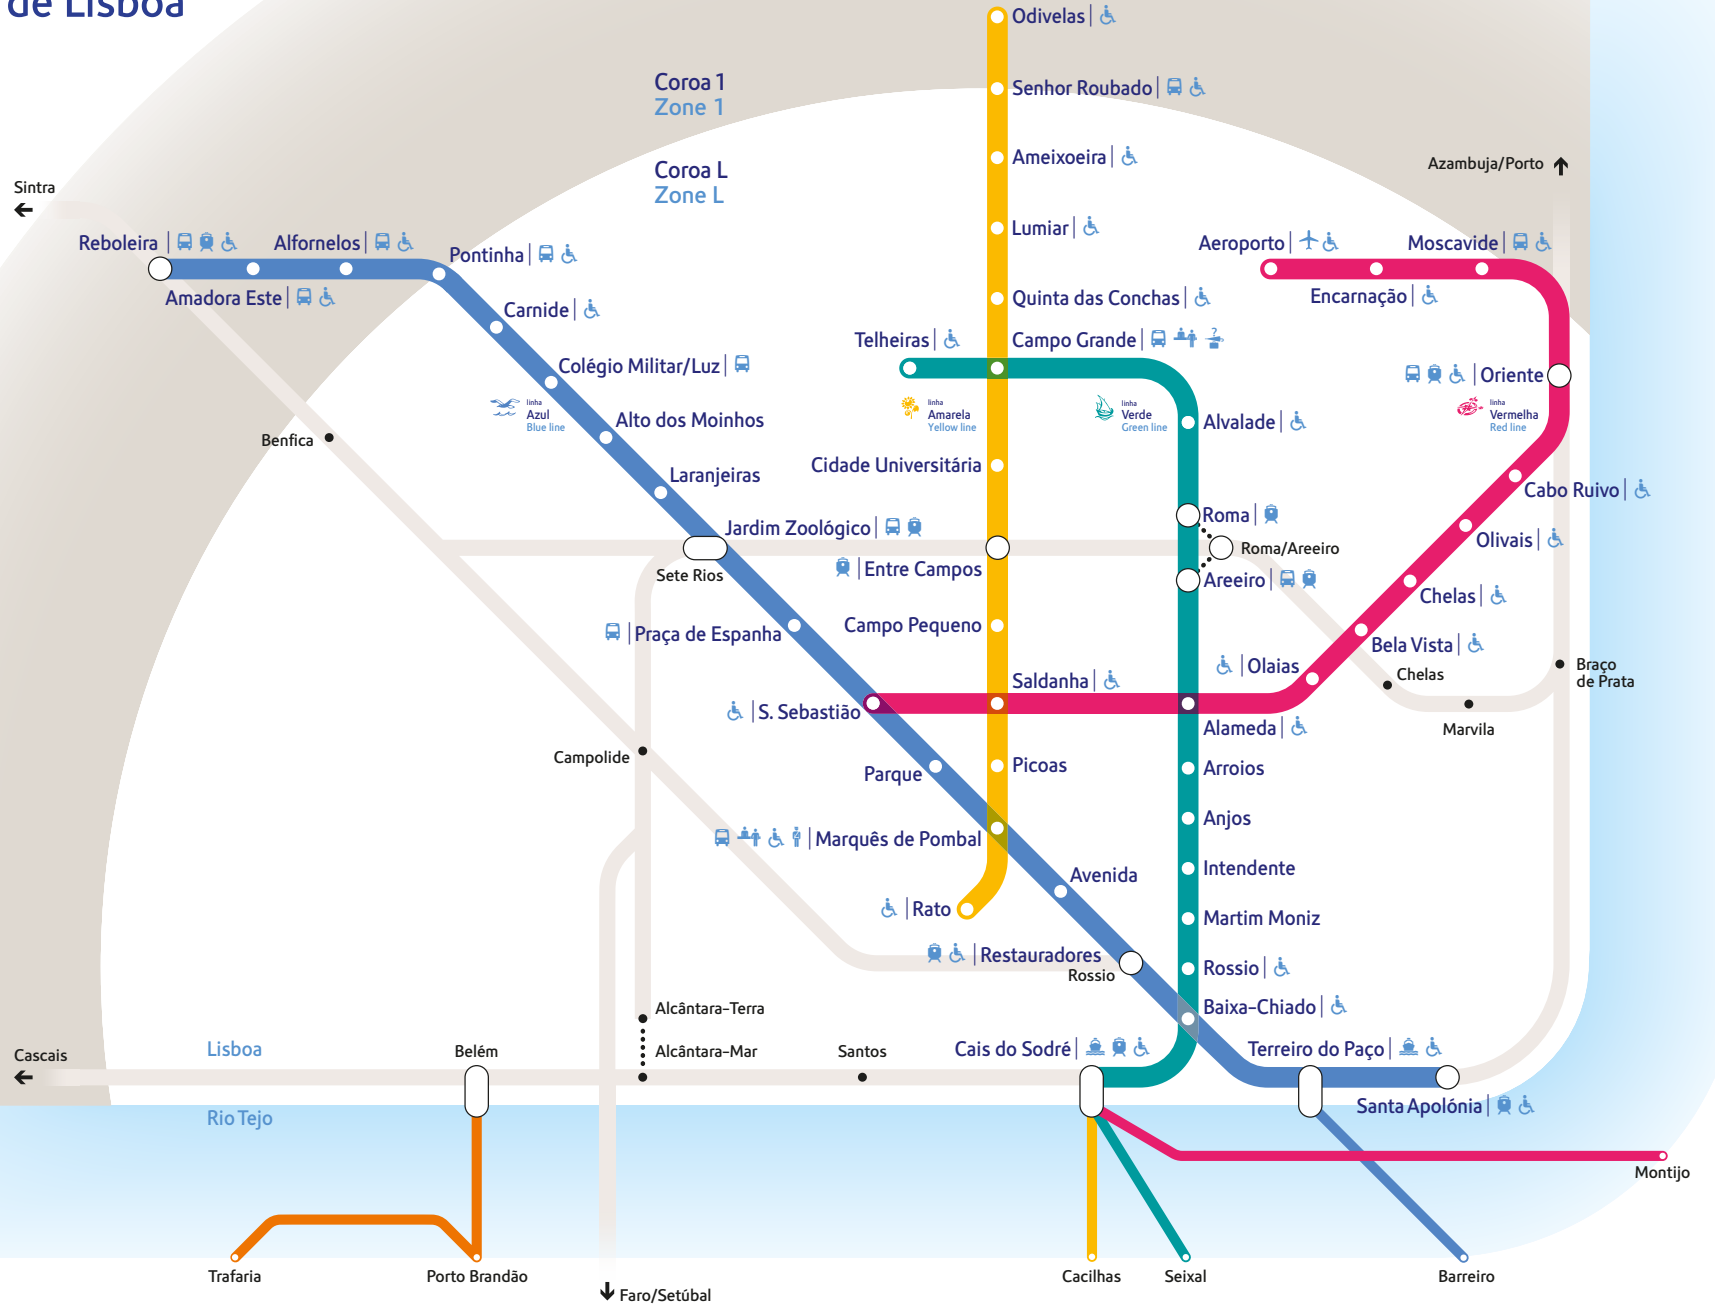 de Lisboa
Odivelas
Coroa 1
Zone 1
Senhor Roubado
Coroa L
Zone L
Ameixoeira
Azambuja/Porto
Sintra
Lumiar
Reboleira
Alfornelos
Pontinha
Aeroporto
Moscavide
Amadora Este
Carnide
Quinta das Conchas
Encarnação
Telheiras
Campo Grande
Colégio Militar/Luz
Oriente
linha
Azul
Blue line
linha
Amarela
Yellow line
linha
Verde
Green line
linha
Vermelha
Red line
Alto dos Moinhos
Alvalade
Benfica
Cidade Universitária
Laranjeiras
Cabo Ruivo
Jardim Zoológico
Roma
Olivais
Roma/Areeiro
Sete Rios
Entre Campos
Areeiro
Chelas
Praça de Espanha
Campo Pequeno
Bela Vista
Olaias
Chelas
Braço
de Prata
Saldanha
S. Sebastião
Alameda
Marvila
Campolide
Parque
Picoas
Arroios
Anjos
Marquês de Pombal
Avenida
Intendente
Rato
Martim Moniz
Restauradores
Rossio
Rossio
Alcântara-Terra
Baixa-Chiado
Cascais
Lisboa
Belém
Alcântara-Mar
Santos
Cais do Sodré
Terreiro do Paço
Rio Tejo
Santa Apolónia
Montijo
Trafaria
Porto Brandão
Cacilhas
Seixal
Barreiro
Faro/Setúbal